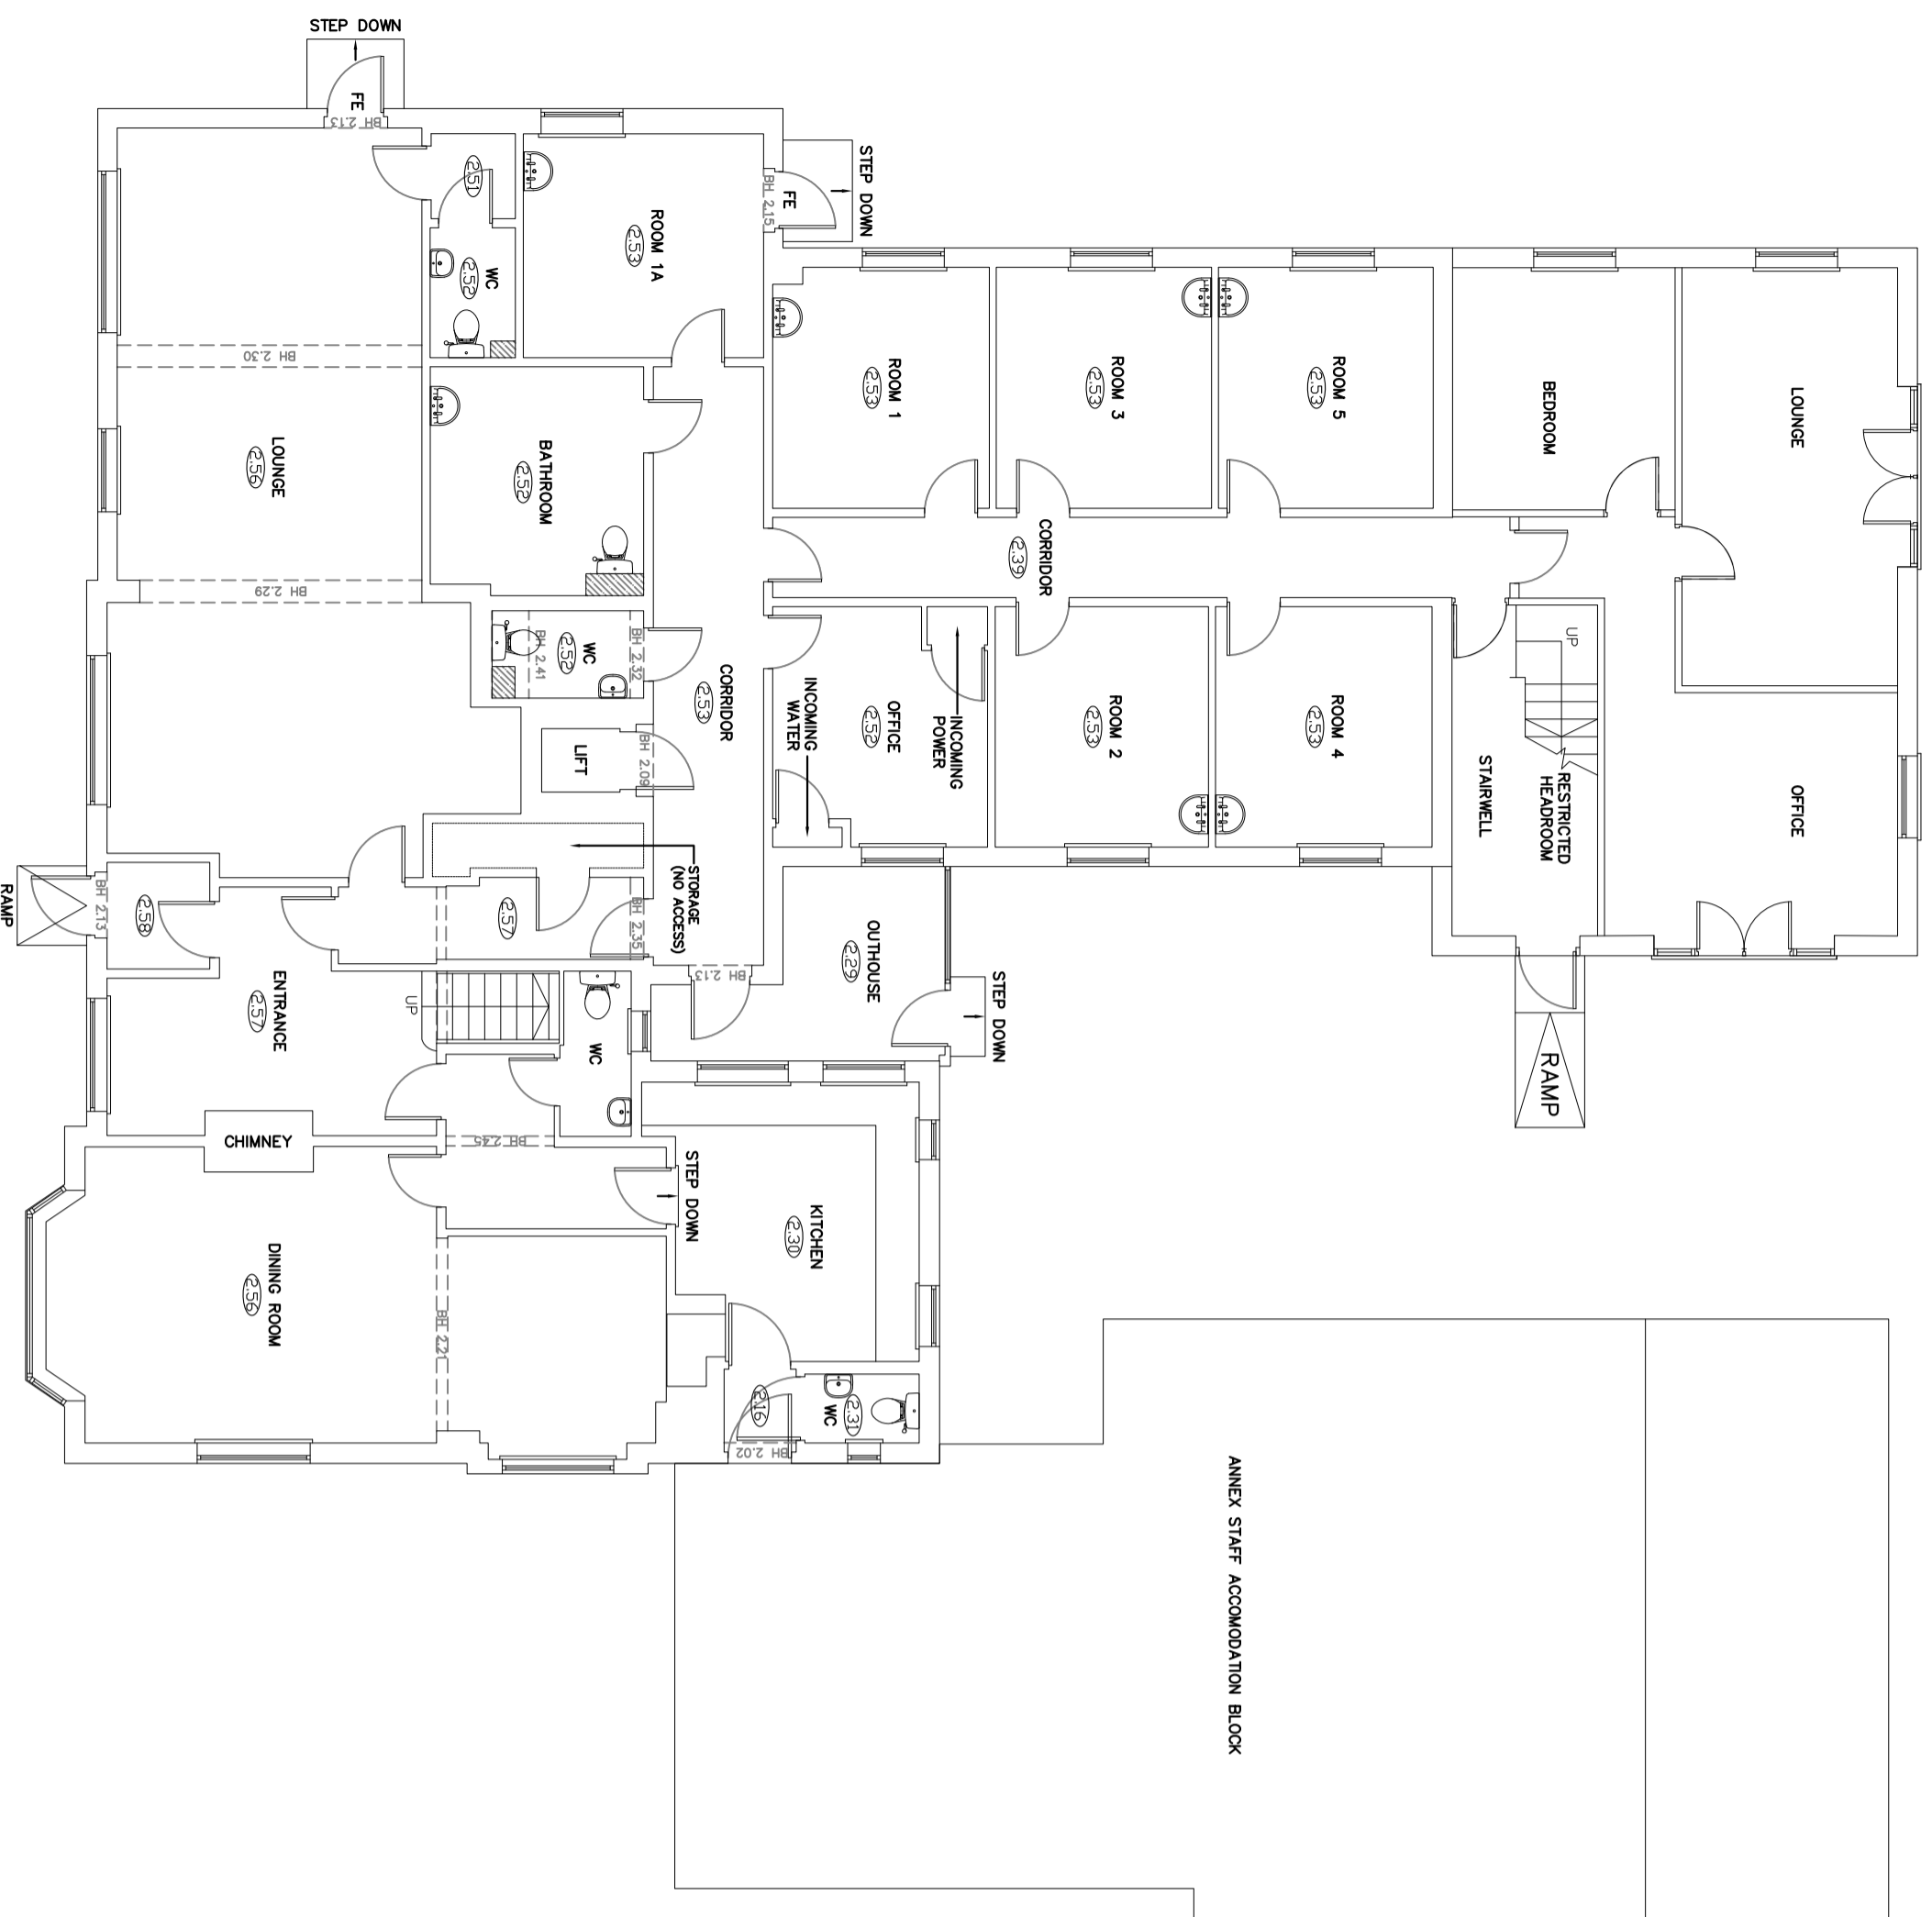 STEP DOWN
FE
BH 2.13
2.51
WC
2.52
ROOM 1A
2.53
BH 2.15
FE
STEP DOWN
ROOM 1
2.53
ROOM 3
2.53
ROOM 5
2.53
BEDROOM
LOUNGE
BH 2.30
LOUNGE
2.56
BATHROOM
2.52
BH 2.29
CORRIDOR
2.39
WC
2.52
BH 2.41
BH 2.32
CORRIDOR
2.53
LIFT
BH 2.09
INCOMING
WATER
OFFICE
2.52
INCOMING
POWER
ROOM 2
2.53
ROOM 4
2.53
UP
STAIRWELL
RESTRICTED
HEADROOM
OFFICE
STORAGE
(NO ACCESS)
RAMP
BH 2.13
2.58
2.57
BH 2.35
BH 2.13
OUTHOUSE
2.29
STEP DOWN
RAMP
ENTRANCE
2.57
UP
WC
CHIMNEY
BH 2.45
STEP DOWN
KITCHEN
2.30
DINING ROOM
2.56
BH 2.21
2.16
WC
2.31
BH 2.02
ANNEX STAFF ACCOMODATION BLOCK